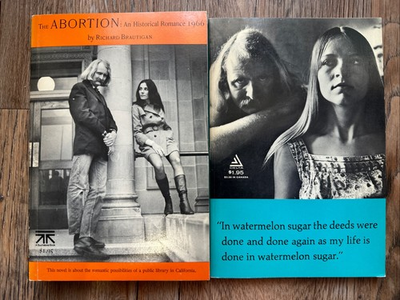 The ABORTION: An Historical Romance 1966
by Richard Brautigan
$1.95
This novel is about the romantic possibilities of a public library in California.
$1.95
“In watermelon sugar the deeds were
done and done again as my life is
done in watermelon sugar.”